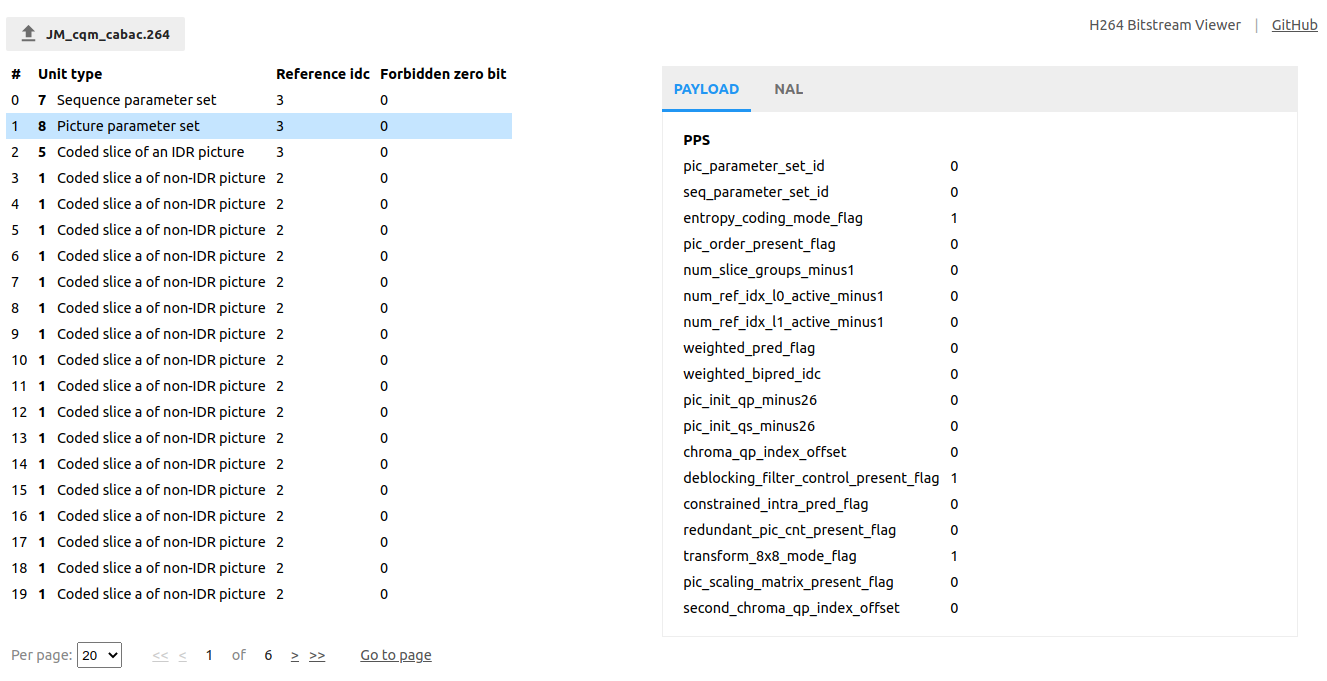 JM_cqm_cabac.264
H264 Bitstream Viewer | GitHub
# Unit type Reference idc Forbidden zero bit
0 7 Sequence parameter set 3 0
1 8 Picture parameter set 3 0
2 5 Coded slice of an IDR picture 3 0
3 1 Coded slice a of non-IDR picture 2 0
4 1 Coded slice a of non-IDR picture 2 0
5 1 Coded slice a of non-IDR picture 2 0
6 1 Coded slice a of non-IDR picture 2 0
7 1 Coded slice a of non-IDR picture 2 0
8 1 Coded slice a of non-IDR picture 2 0
9 1 Coded slice a of non-IDR picture 2 0
10 1 Coded slice a of non-IDR picture 2 0
11 1 Coded slice a of non-IDR picture 2 0
12 1 Coded slice a of non-IDR picture 2 0
13 1 Coded slice a of non-IDR picture 2 0
14 1 Coded slice a of non-IDR picture 2 0
15 1 Coded slice a of non-IDR picture 2 0
16 1 Coded slice a of non-IDR picture 2 0
17 1 Coded slice a of non-IDR picture 2 0
18 1 Coded slice a of non-IDR picture 2 0
19 1 Coded slice a of non-IDR picture 2 0
Per page: 20 << < 1 of 6 > >> Go to page
PAYLOAD NAL
PPS
pic_parameter_set_id 0
seq_parameter_set_id 0
entropy_coding_mode_flag 1
pic_order_present_flag 0
num_slice_groups_minus1 0
num_ref_idx_l0_active_minus1 0
num_ref_idx_l1_active_minus1 0
weighted_pred_flag 0
weighted_bipred_idc 0
pic_init_qp_minus26 0
pic_init_qs_minus26 0
chroma_qp_index_offset 0
deblocking_filter_control_present_flag 1
constrained_intra_pred_flag 0
redundant_pic_cnt_present_flag 0
transform_8x8_mode_flag 1
pic_scaling_matrix_present_flag 0
second_chroma_qp_index_offset 0